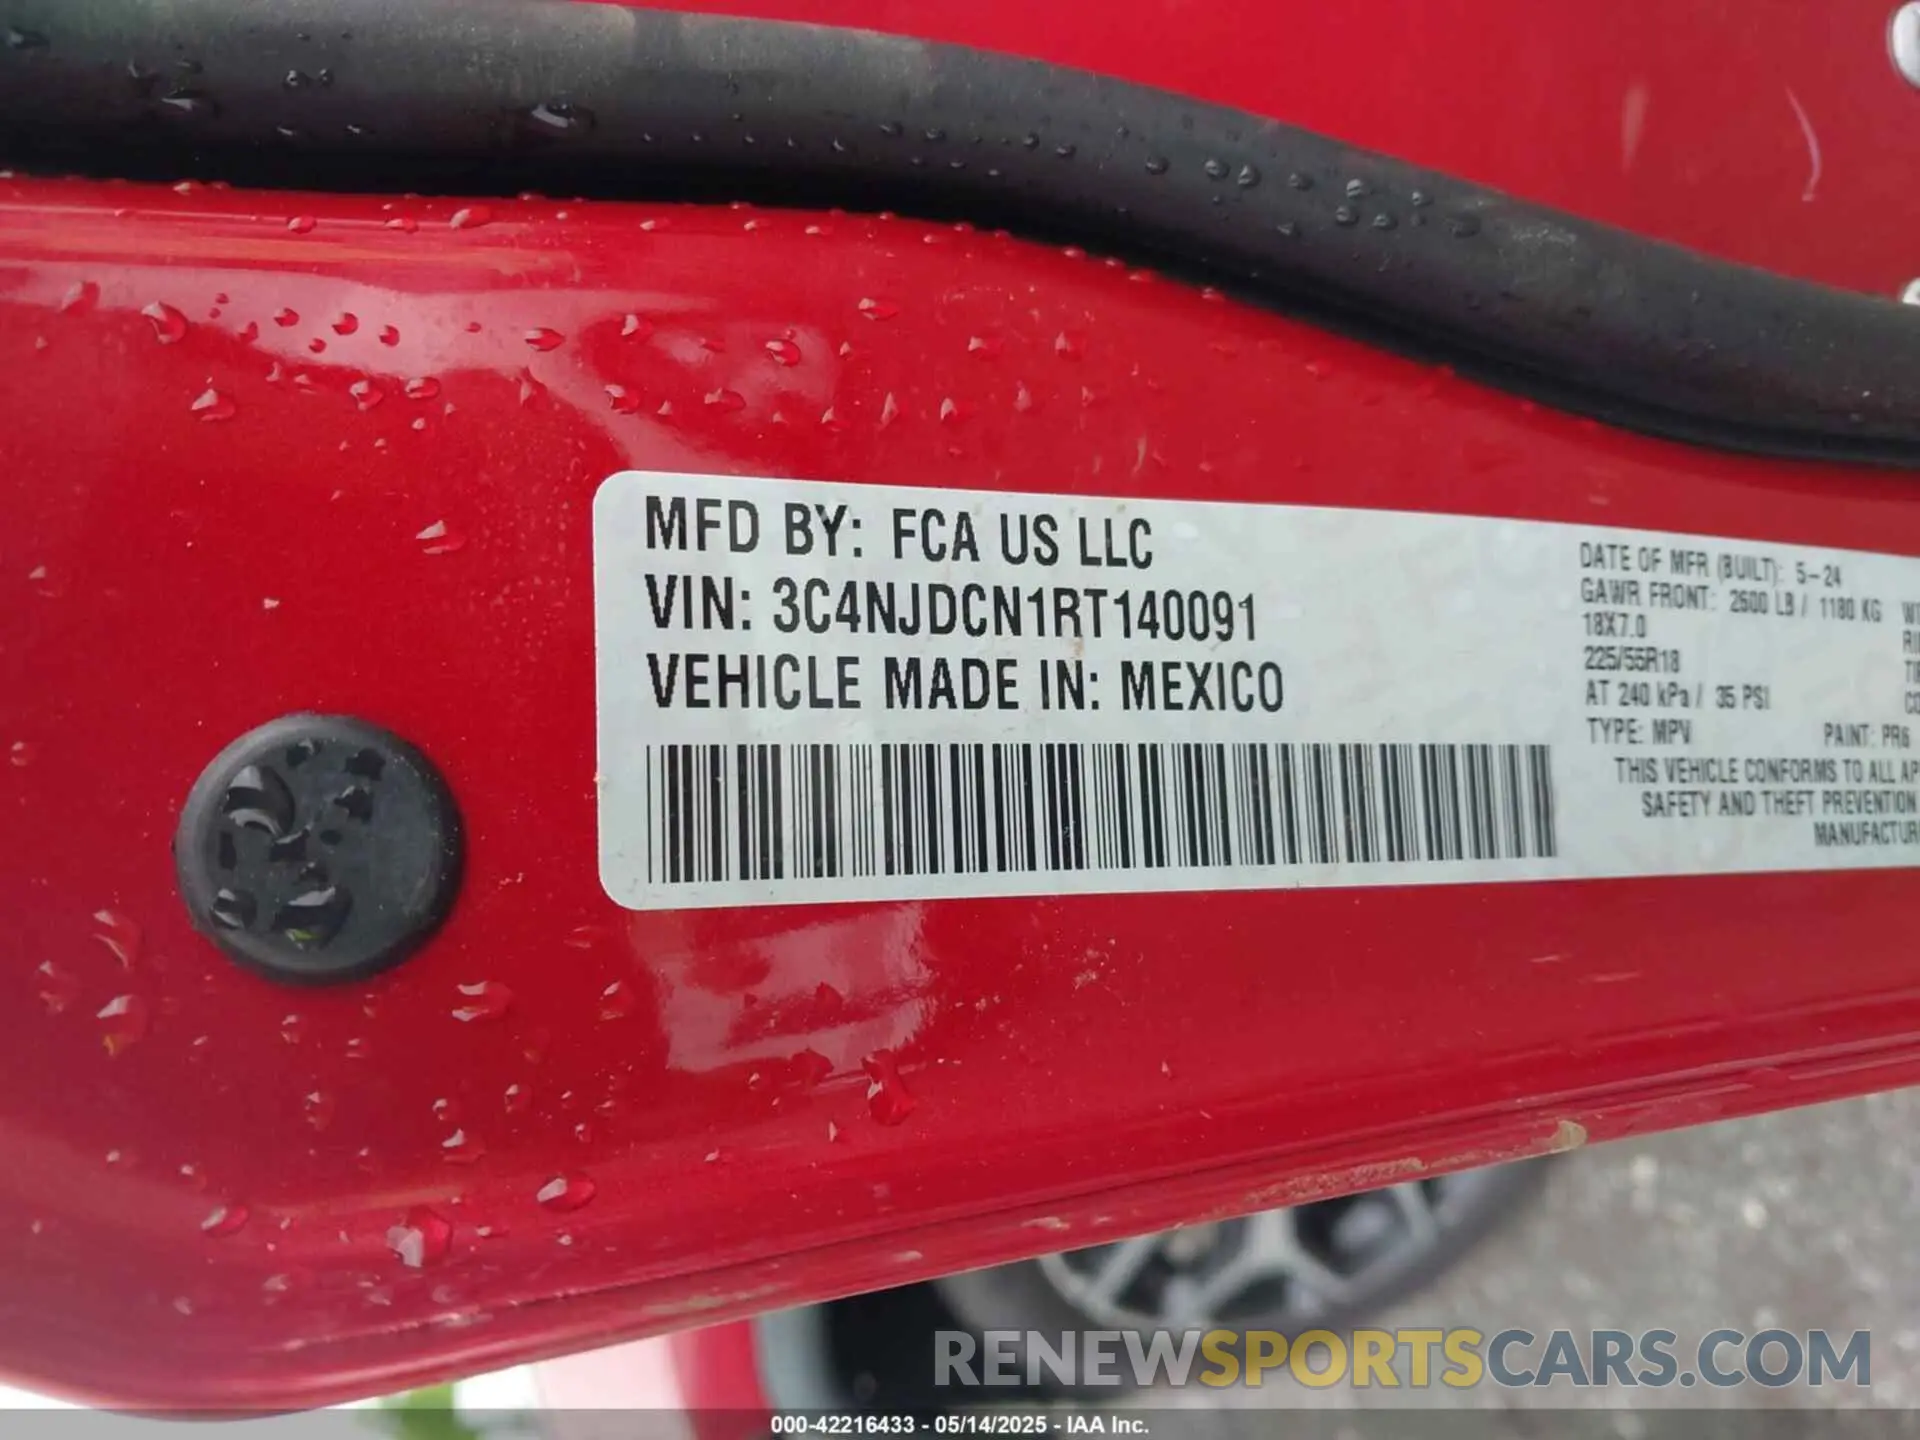 MFD BY: FCA US LLC
VIN: 3C4NJDCN1RT140091
VEHICLE MADE IN: MEXICO
DATE OF MFR (BUILT): 5-24
GAWR FRONT: 2600 LB / 1180 KG
18X7.0
225/55R18
AT 240 kPa / 35 PSI
TYPE: MPV PAINT: PR6
THIS VEHICLE CONFORMS TO ALL AP
SAFETY AND THEFT PREVENTION
MANUFACTUR
RENEWSPORTSCARS.COM
000-42216433 - 05/14/2025 - IAA Inc.